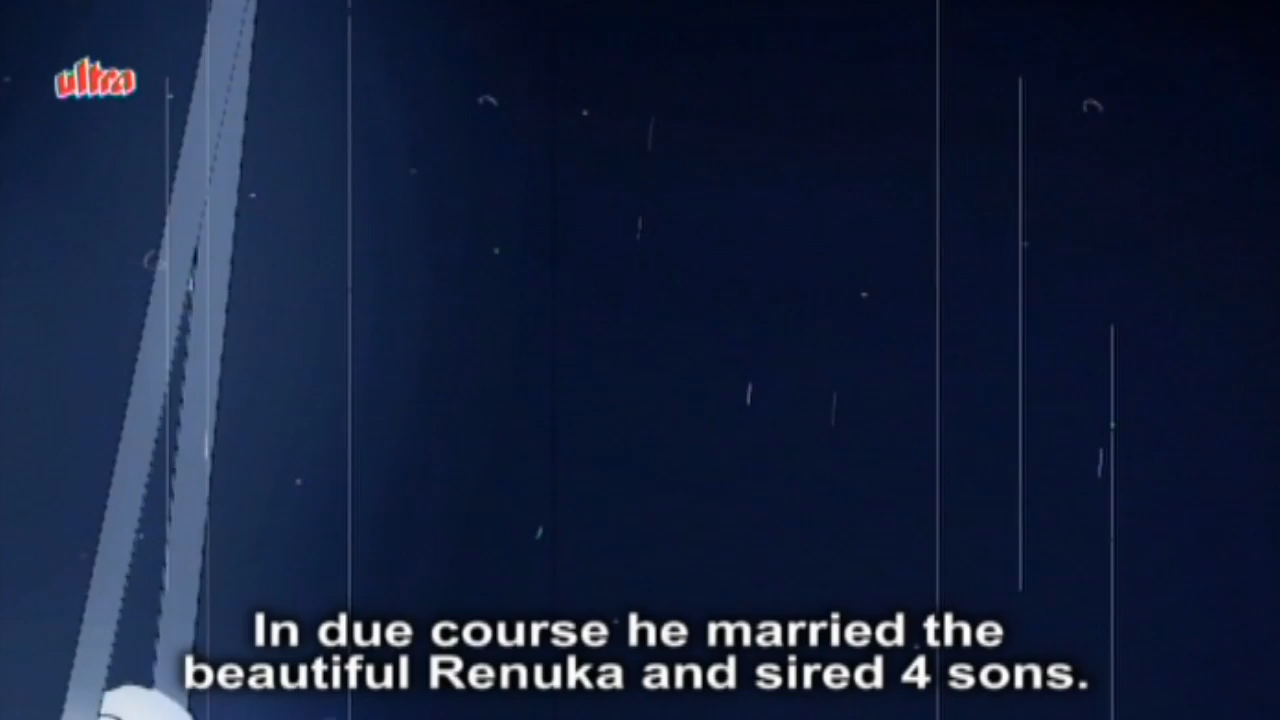 ultra
In due course he married the
beautiful Renuka and sired 4 sons.